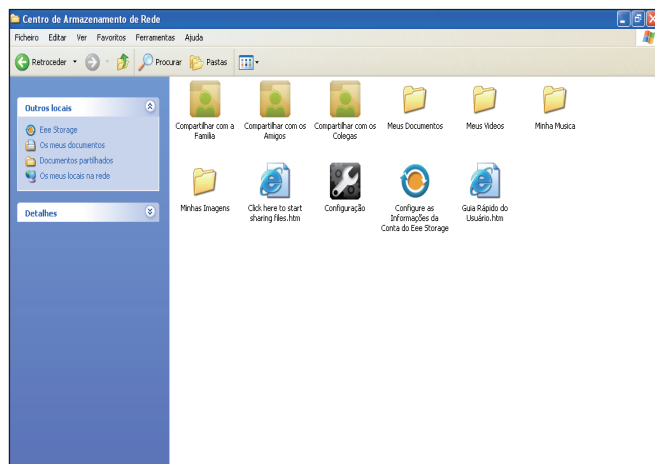 Centro de Armazenamento de Rede
Ficheiro Editar Ver Favoritos Ferramentas Ajuda
Retroceder Procurar Pastas
Outros locais
Eee Storage
Os meus documentos
Documentos partilhados
Os meus locais na rede
Detalhes
Compartilhar com a
Família
Compartilhar com os
Amigos
Compartilhar com os
Colegas
Meus Documentos
Meus Videos
Minha Musica
Minhas Imagens
Click here to start
sharing files.htm
Configuração
Configure as
Informações da
Conta do Eee Storage
Guia Rápido do
Usuário.htm